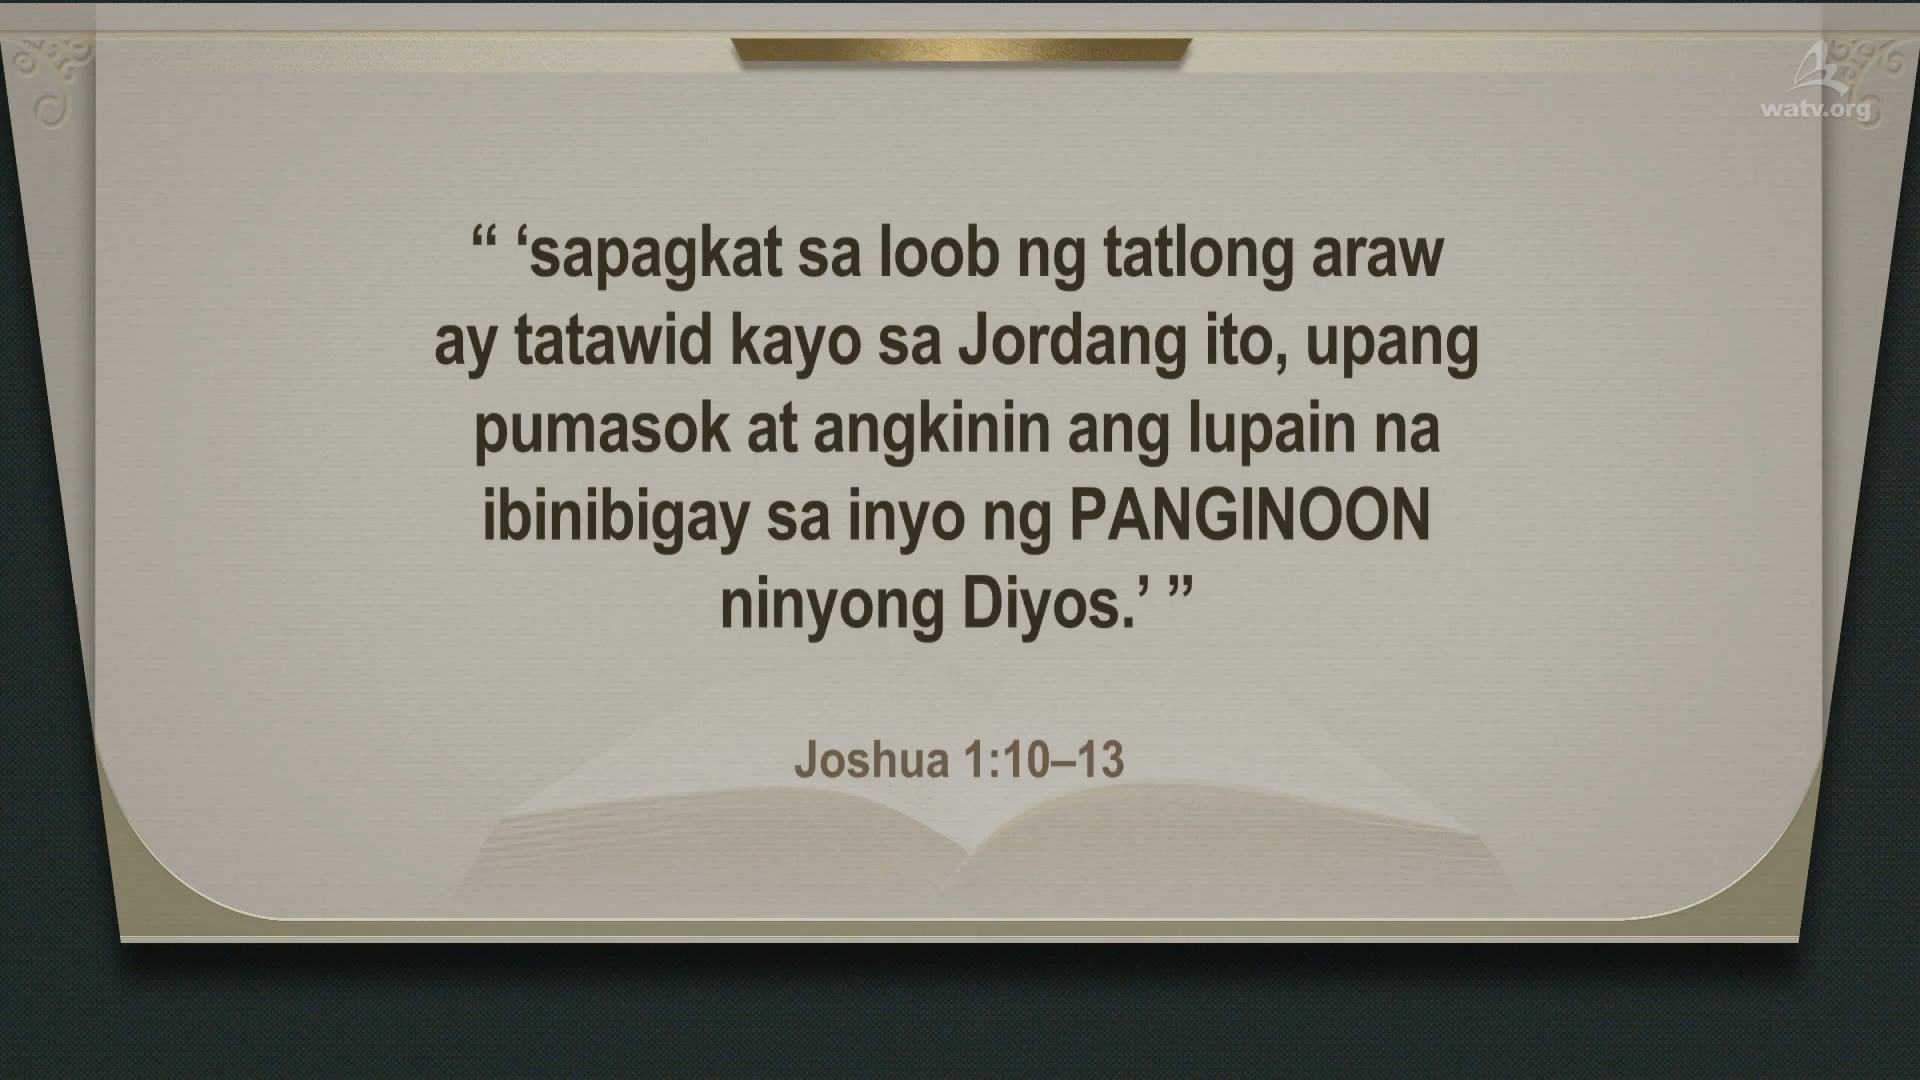 watv.org
“ ‘sapagkat sa loob ng tatlong araw
ay tatawid kayo sa Jordang ito, upang
pumasok at angkinin ang lupain na
ibinibigay sa inyo ng PANGINOON
ninyong Diyos.’ ”
Joshua 1:10–13